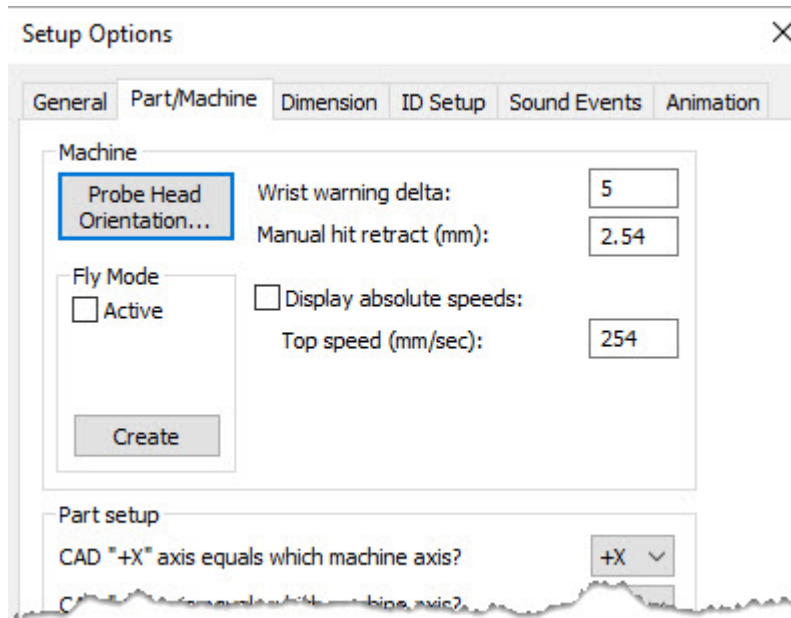 Setup Options
General Part/Machine Dimension ID Setup Sound Events Animation
Machine
Probe Head
Orientation...
Wrist warning delta: 5
Manual hit retract (mm): 2.54
Fly Mode
Active
Display absolute speeds:
Top speed (mm/sec): 254
Create
Part setup
CAD "+X" axis equals which machine axis? +X
machine axis?